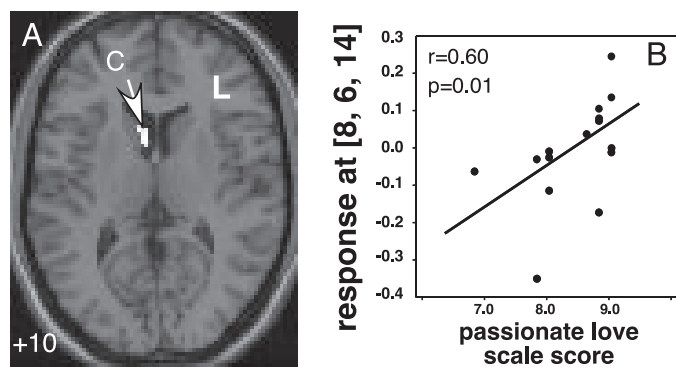 A
C
L
+10
B
r=0.60
p=0.01
response at [8, 6, 14]
0.3
0.2
0.1
0.0
-0.1
-0.2
-0.3
-0.4
7.0 8.0 9.0
passionate love
scale score